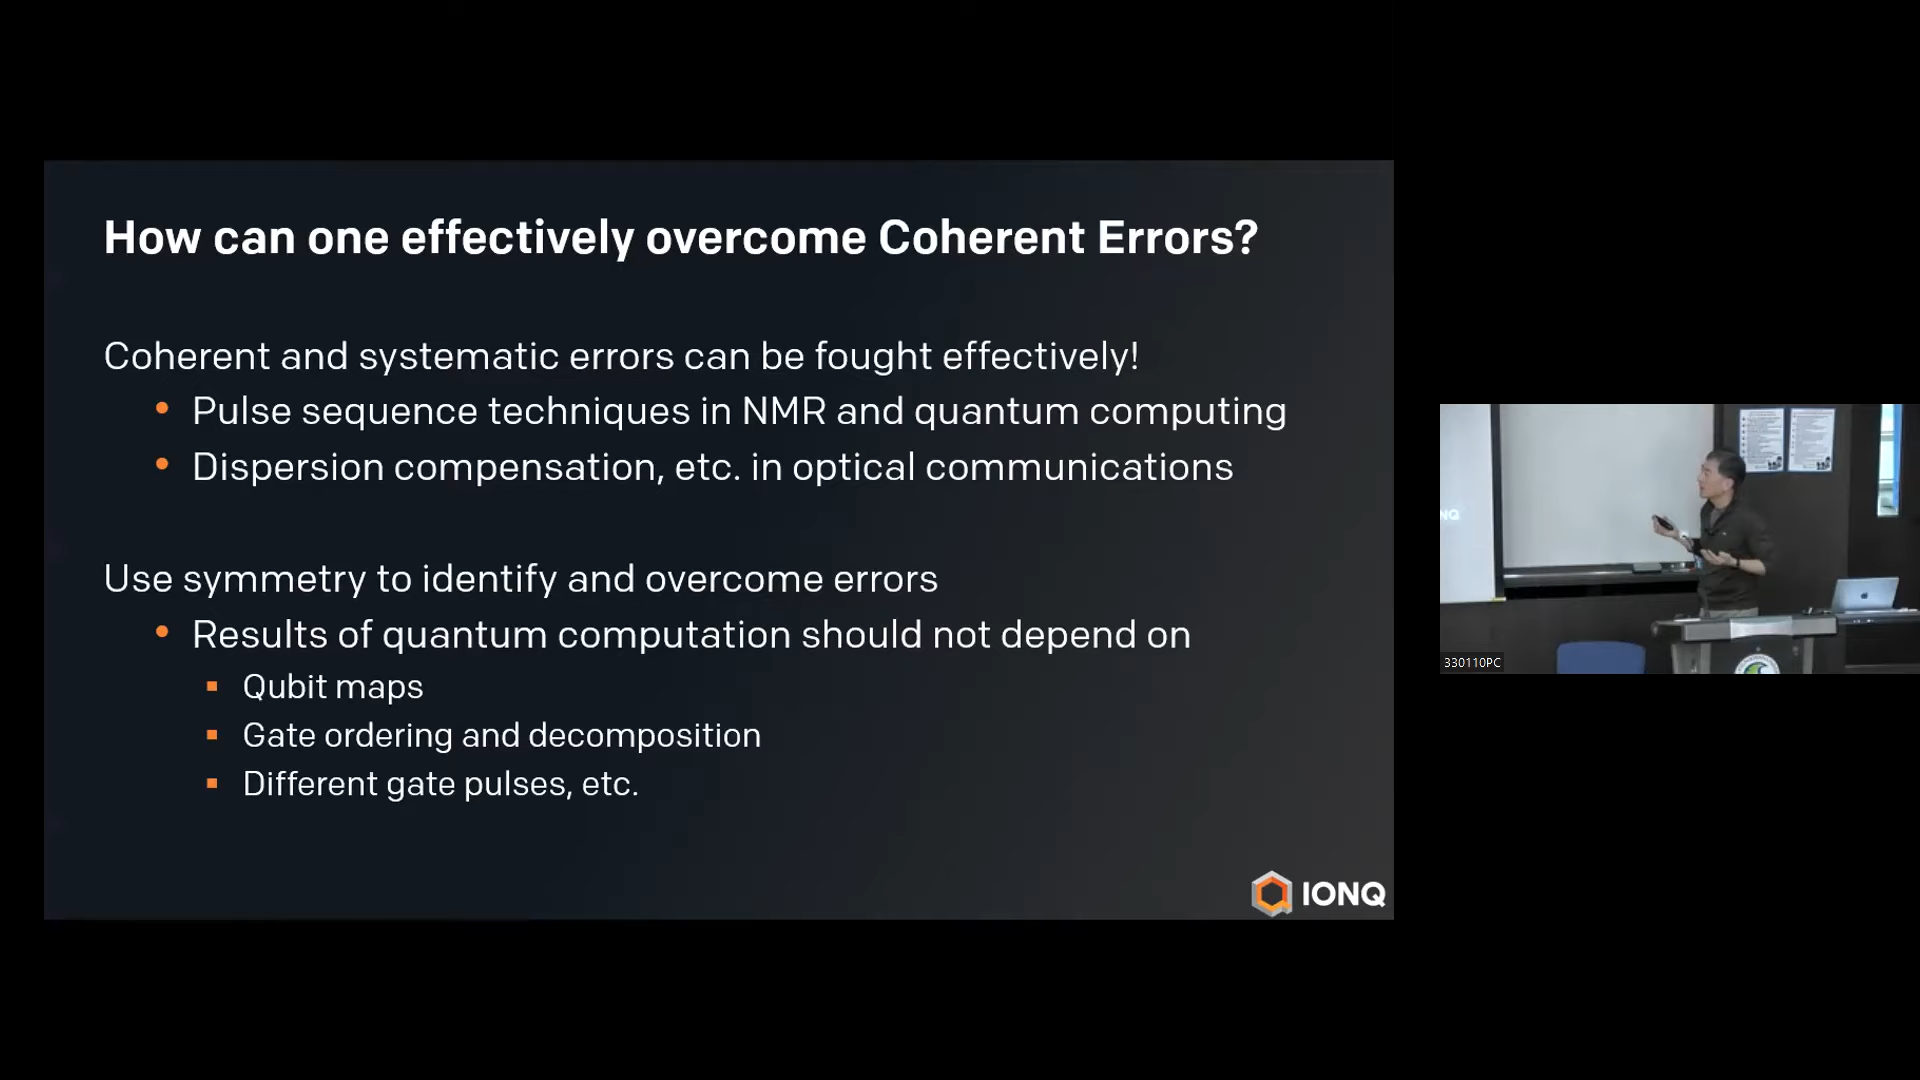 How can one effectively overcome Coherent Errors?
Coherent and systematic errors can be fought effectively!
• Pulse sequence techniques in NMR and quantum computing
• Dispersion compensation, etc. in optical communications
Use symmetry to identify and overcome errors
• Results of quantum computation should not depend on
▪ Qubit maps
▪ Gate ordering and decomposition
▪ Different gate pulses, etc.
IONQ
NQ
330110PC